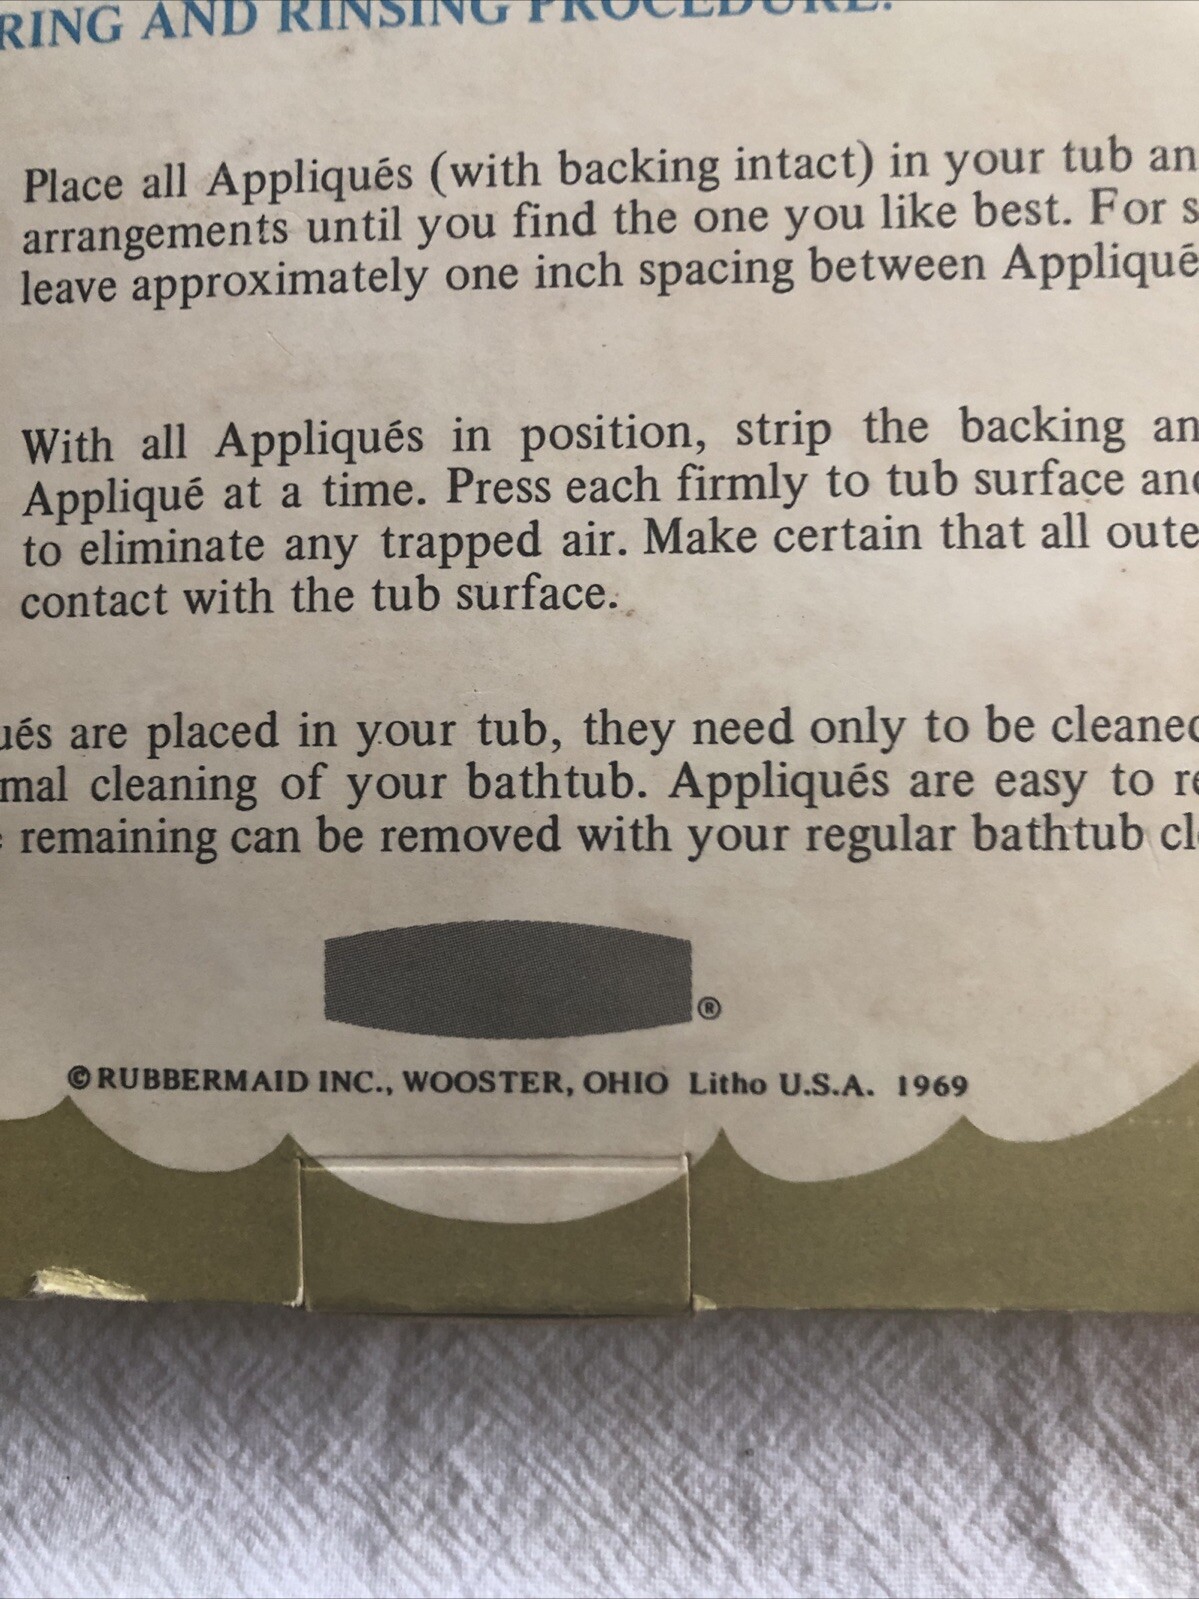 RING AND RINSING PROCEDURE.
Place all Appliqués (with backing intact) in your tub an
arrangements until you find the one you like best. For s
leave approximately one inch spacing between Appliqué
With all Appliqués in position, strip the backing an
Appliqué at a time. Press each firmly to tub surface and
to eliminate any trapped air. Make certain that all oute
contact with the tub surface.
ués are placed in your tub, they need only to be cleaned
mal cleaning of your bathtub. Appliqués are easy to re
remaining can be removed with your regular bathtub cl
®
©RUBBERMAID INC., WOOSTER, OHIO Litho U.S.A. 1969